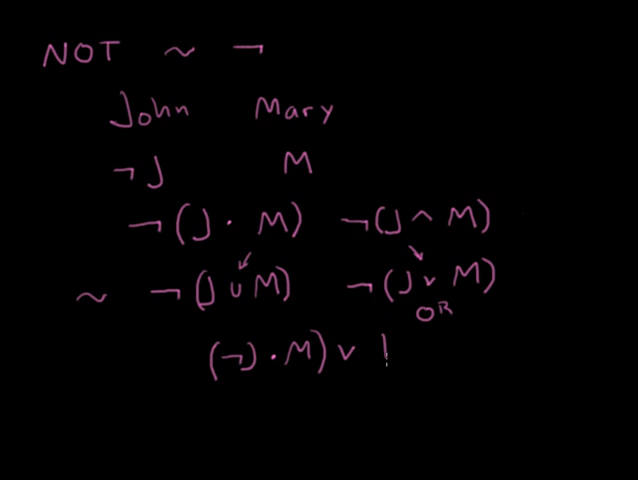 NOT ~ ¬
John Mary
¬J M
¬(J · M) ¬(J ^ M)
~ ¬(J ∪ M) ¬(J v M)
OR
(¬J · M) v